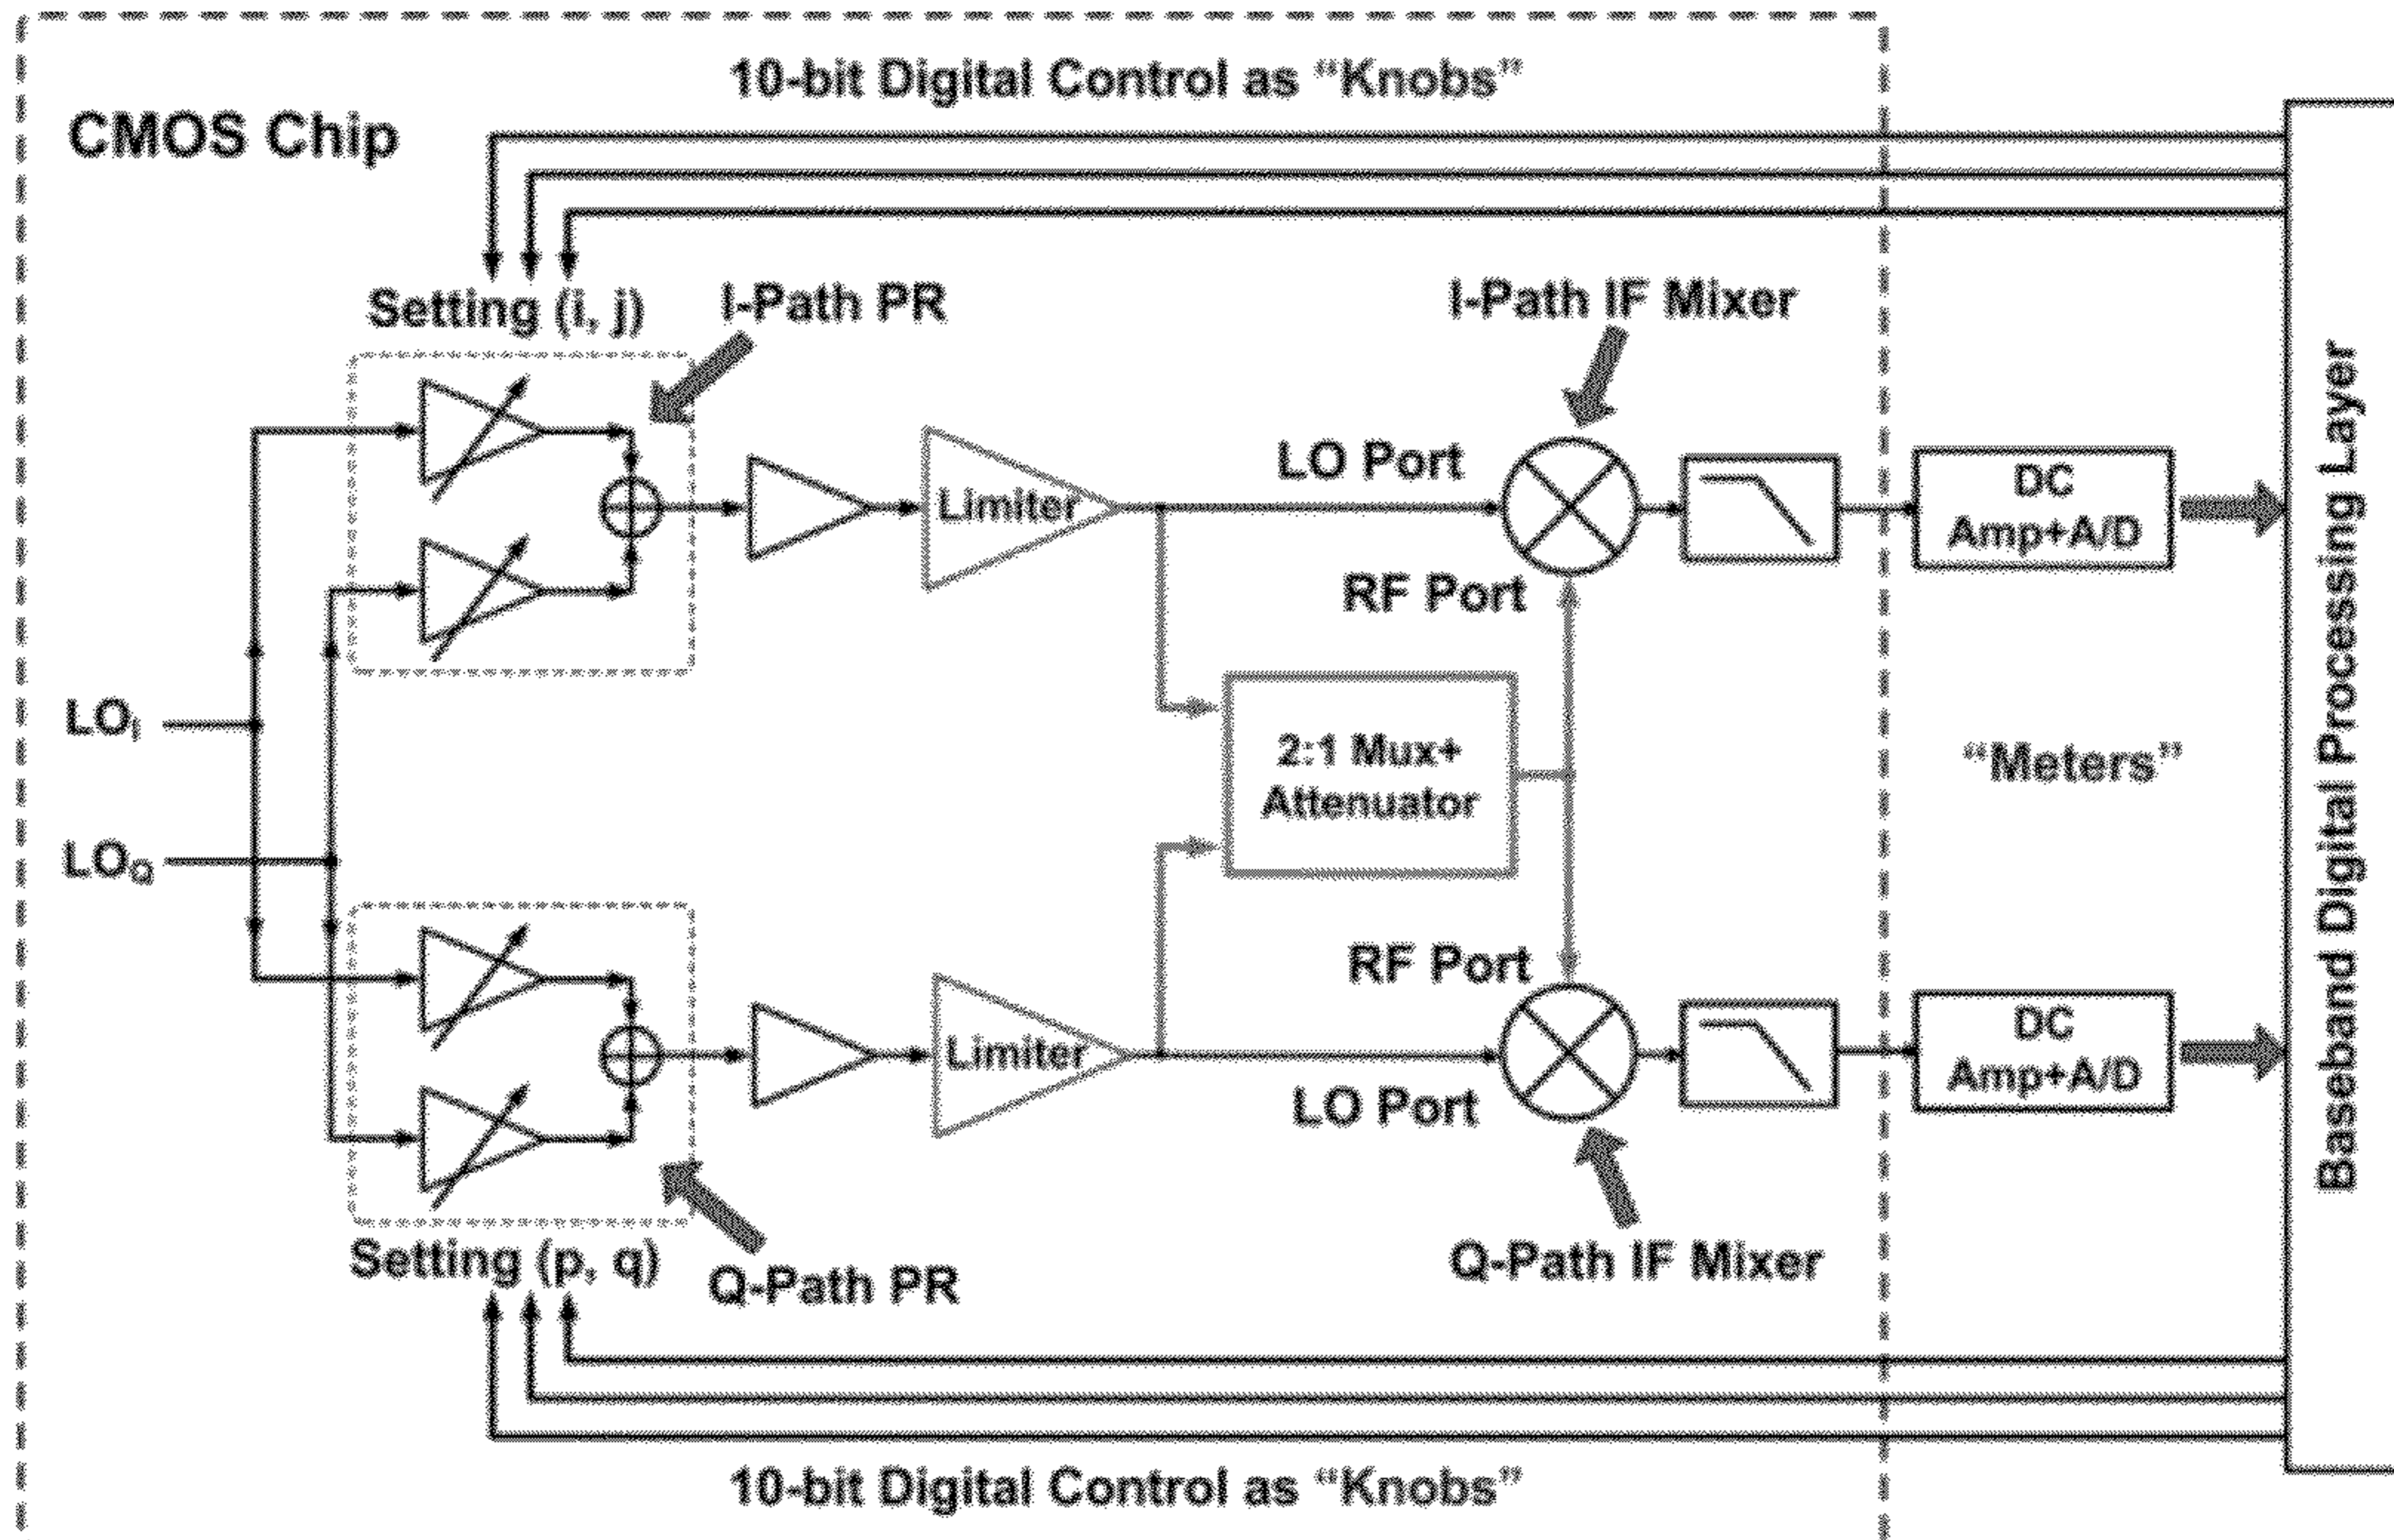 10-bit Digital Control as “Knobs”
CMOS Chip
Setting (i, j)
I-Path PR
I-Path IF Mixer
LO Port
Limiter
DC
Amp+A/D
RF Port
LOI
2:1 Mux+
Attenuator
“Meters”
Baseband Digital Processing Layer
LOQ
RF Port
Limiter
DC
Amp+A/D
LO Port
Setting (p, q)
Q-Path PR
Q-Path IF Mixer
10-bit Digital Control as “Knobs”